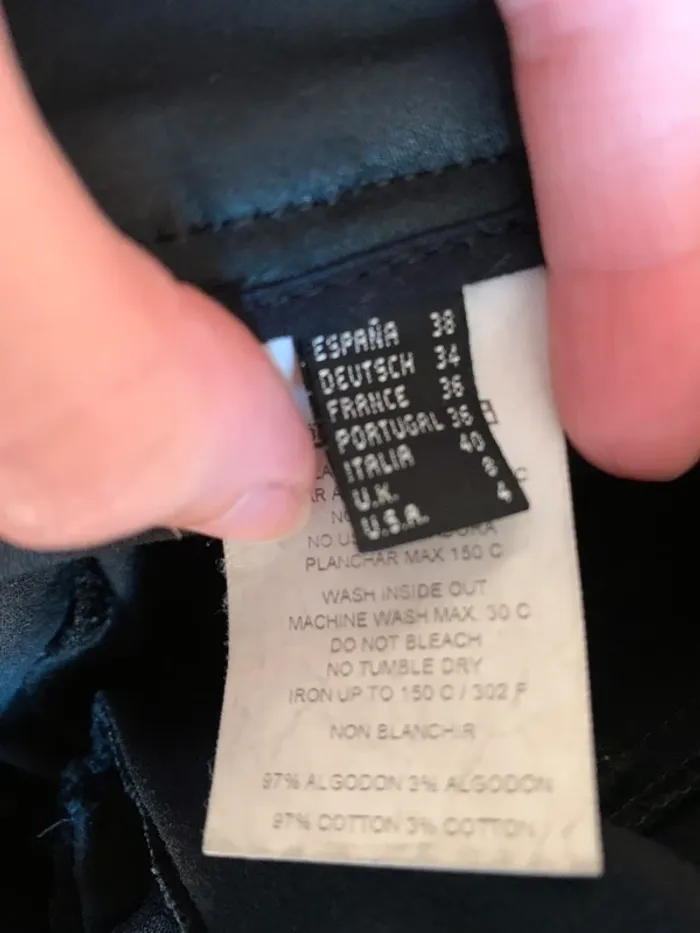 ESPAÑA 38
DEUTSCH 34
FRANCE 36
PORTUGAL 36
ITALIA 40
U.K. 8
U.S.A. 4
PLANCHAR MAX 150 C
WASH INSIDE OUT
MACHINE WASH MAX. 30 C
DO NOT BLEACH
NO TUMBLE DRY
IRON UP TO 150 C / 302 F
NON BLANCHIR
97% ALGODON 3% ALGODON
97% COTTON 3% COTTON